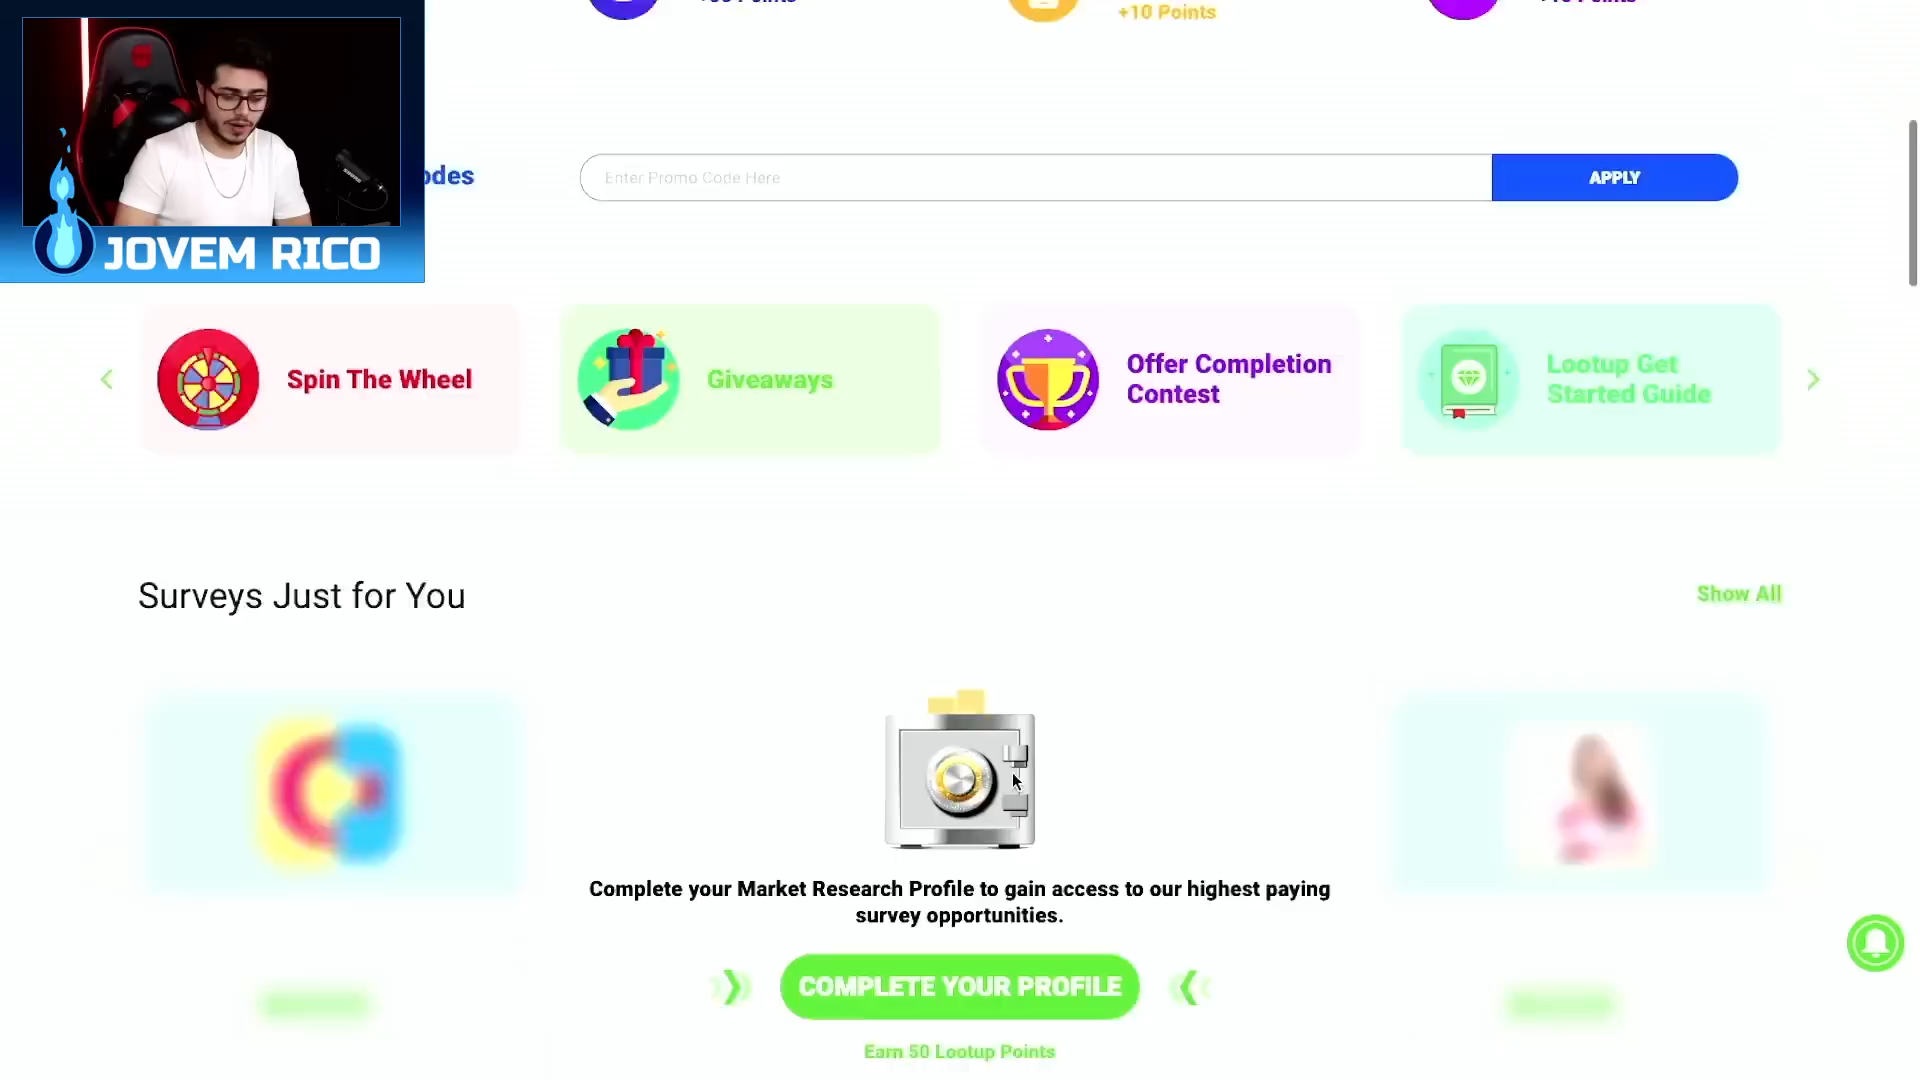 +10 Points
odes
Enter Promo Code Here
APPLY
JOVEM RICO
Spin The Wheel
Giveaways
Offer Completion
Contest
Lootup Get
Started Guide
Surveys Just for You
Show All
Complete your Market Research Profile to gain access to our highest paying
survey opportunities.
COMPLETE YOUR PROFILE
Earn 50 Lootup Points